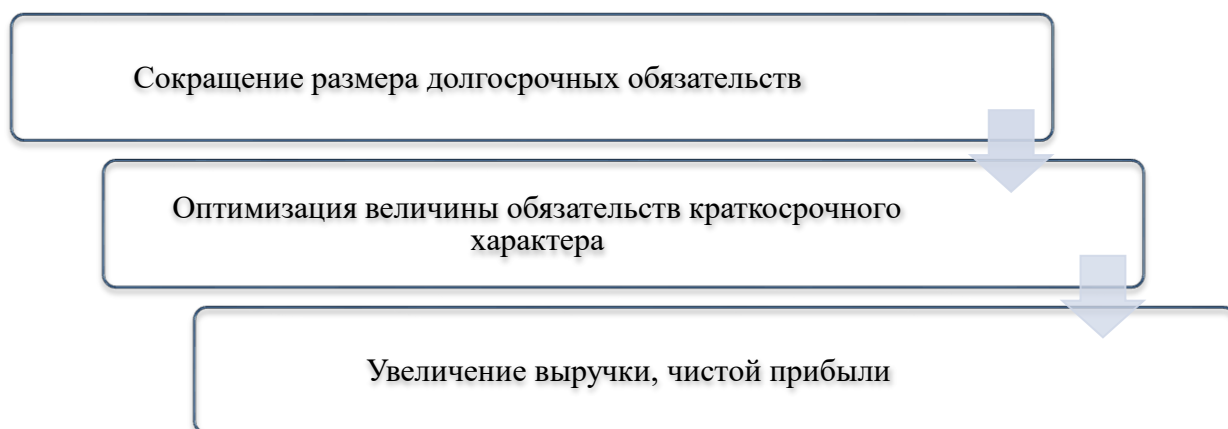 Сокращение размера долгосрочных обязательств
Оптимизация величины обязательств краткосрочного
характера
Увеличение выручки, чистой прибыли